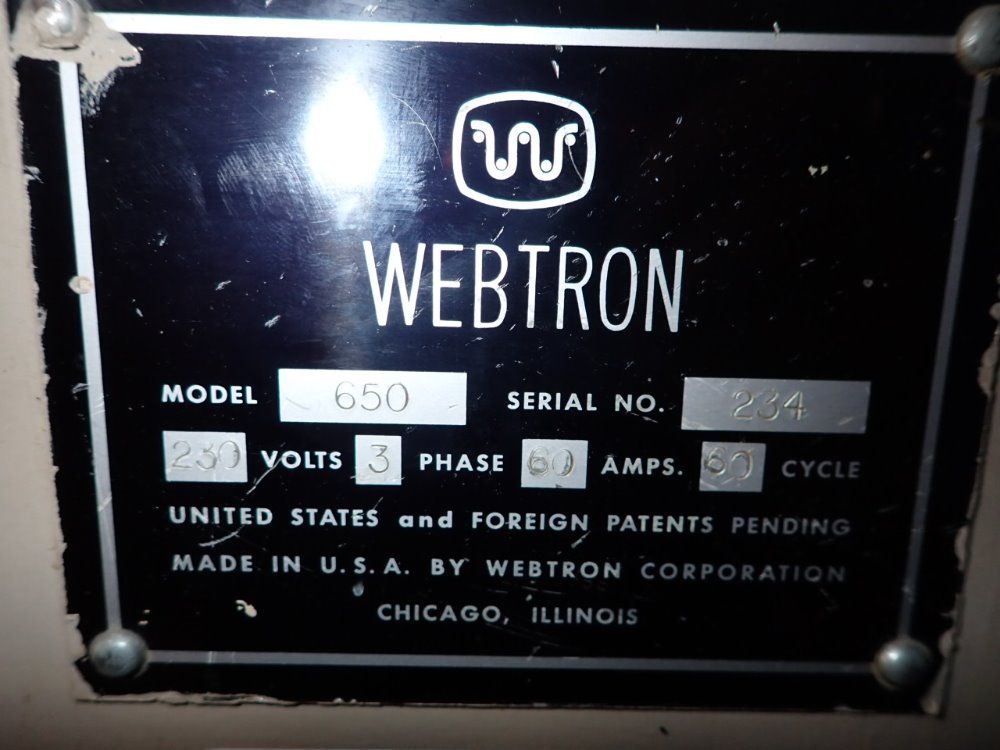 WEBTRON
MODEL 650 SERIAL NO. 234
230 VOLTS 3 PHASE 60 AMPS. 60 CYCLE
UNITED STATES and FOREIGN PATENTS PENDING
MADE IN U.S.A. BY WEBTRON CORPORATION
CHICAGO, ILLINOIS